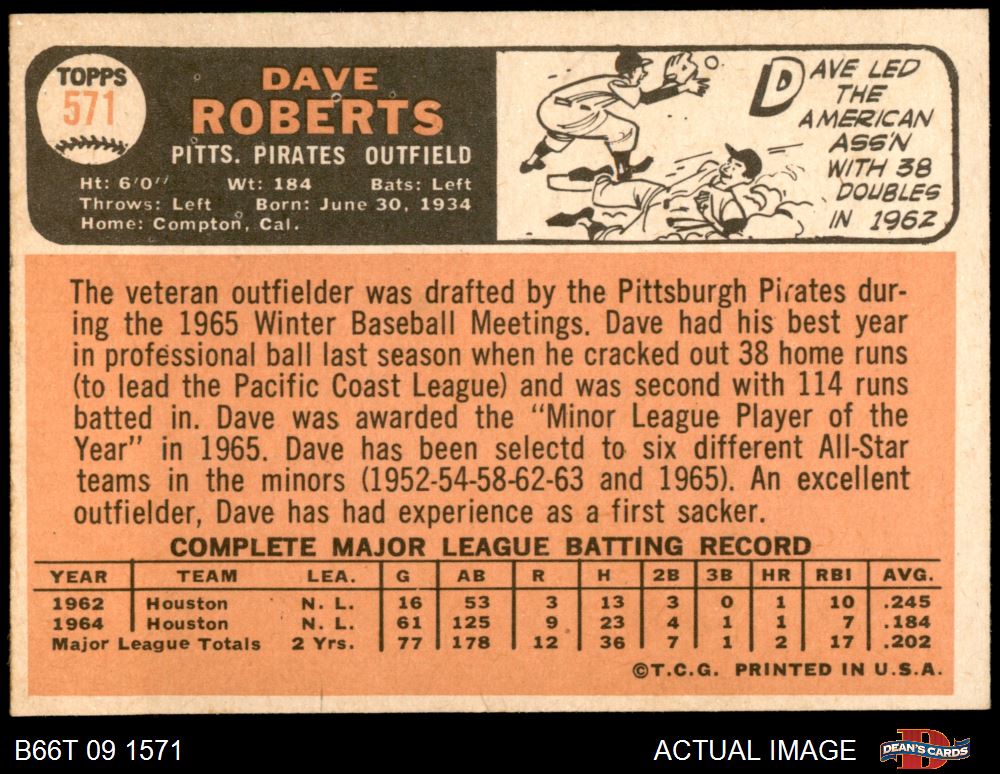 TOPPS
571
DAVE
ROBERTS
PITTS. PIRATES OUTFIELD
Ht: 6'0" Wt: 184 Bats: Left
Throws: Left Born: June 30, 1934
Home: Compton, Cal.
DAVE LED
THE
AMERICAN
ASS'N
WITH 38
DOUBLES
IN 1962
The veteran outfielder was drafted by the Pittsburgh Pirates dur-
ing the 1965 Winter Baseball Meetings. Dave had his best year
in professional ball last season when he cracked out 38 home runs
(to lead the Pacific Coast League) and was second with 114 runs
batted in. Dave was awarded the "Minor League Player of the
Year" in 1965. Dave has been selectd to six different All-Star
teams in the minors (1952-54-58-62-63 and 1965). An excellent
outfielder, Dave has had experience as a first sacker.
COMPLETE MAJOR LEAGUE BATTING RECORD
YEAR TEAM LEA. G AB R H 2B 3B HR RBI AVG.
1962 Houston N. L. 16 53 3 13 3 0 1 10 .245
1964 Houston N. L. 61 125 9 23 4 1 1 7 .184
Major League Totals 2 Yrs. 77 178 12 36 7 1 2 17 .202
©T.C.G. PRINTED IN U.S.A.
B66T 09 1571 ACTUAL IMAGE DEAN'S CARDS